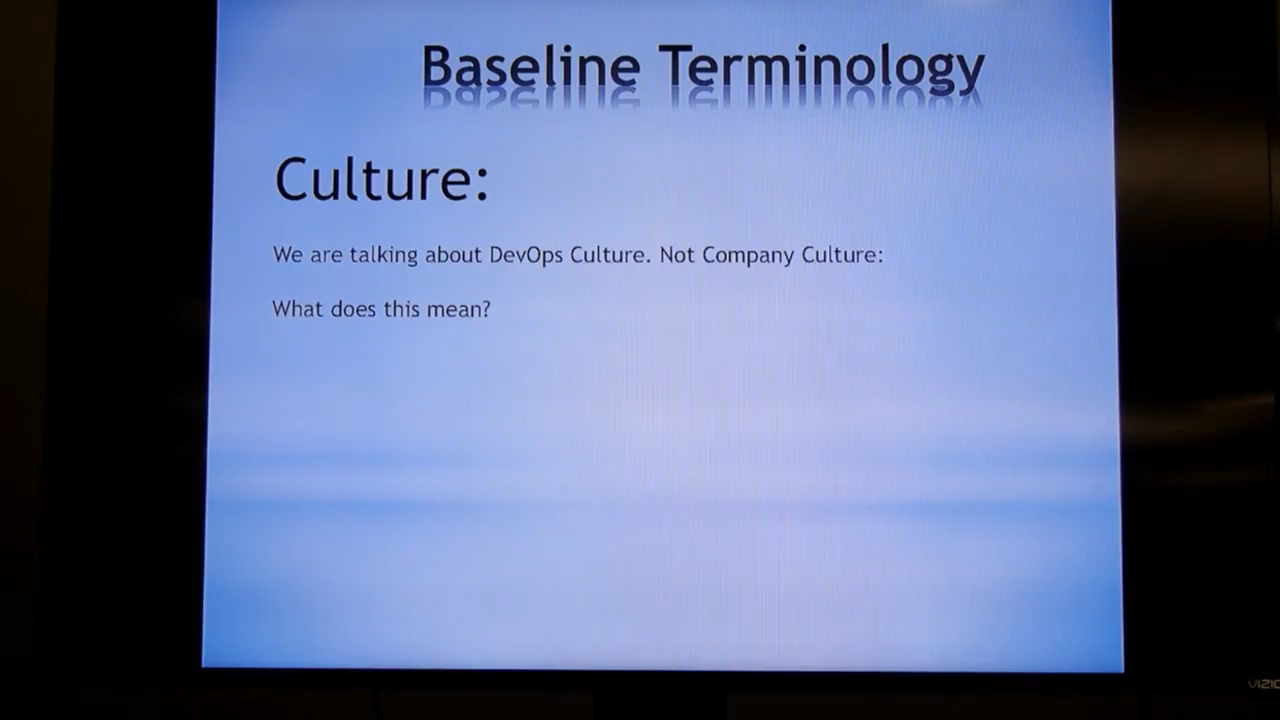 Baseline Terminology
Culture:
We are talking about DevOps Culture. Not Company Culture:
What does this mean?